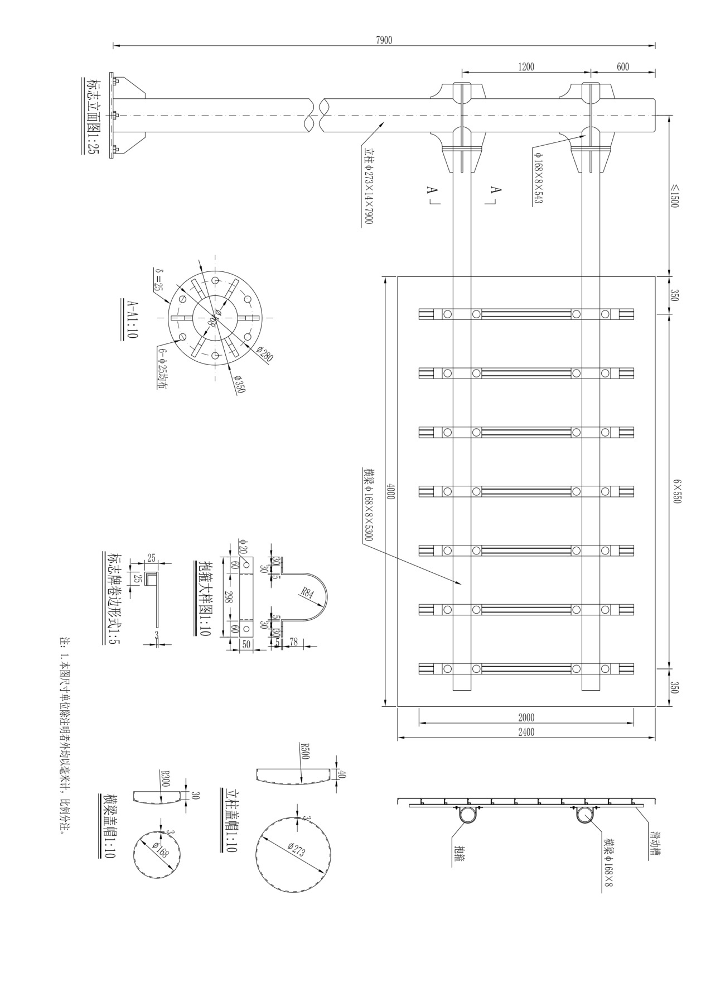 7900
1200
600
≤1500
350
6×550
350
立柱φ273×14×7900
φ168×8×543
A
A
横梁φ168×8×5300
4000
2000
2400
标志立面图1:25
δ=25
φ168
φ280
φ350
6-φ25均布
A-A1:10
φ20
30
30
5
R84
5
30
30
5
78
60
298
60
50
抱箍大样图1:10
25
25
3
标志牌卷边形式1:5
R500
40
3
φ273
立柱盖帽1:10
R300
30
3
φ168
横梁盖帽1:10
滑动槽
横梁φ168×8
抱箍
注: 1.本图尺寸单位除注明者外均以毫米计, 比例分注。